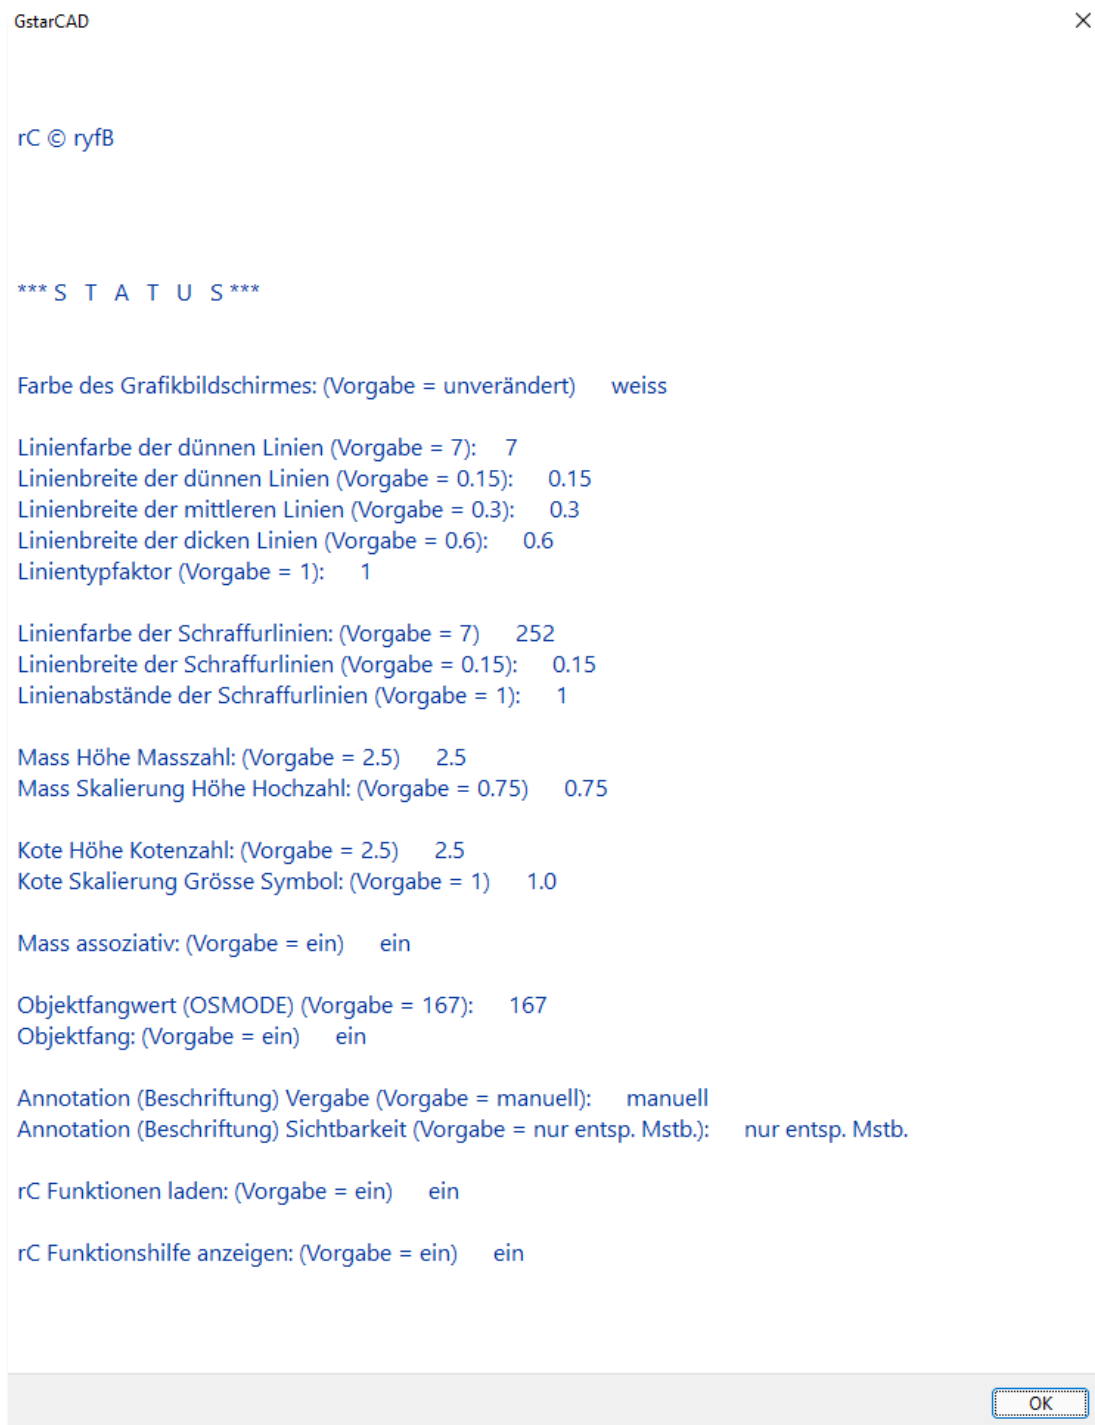 GstarCAD
rC © ryfB
*** S T A T U S ***
Farbe des Grafikbildschirmes: (Vorgabe = unverändert) weiss
Linienfarbe der dünnen Linien (Vorgabe = 7): 7
Linienbreite der dünnen Linien (Vorgabe = 0.15): 0.15
Linienbreite der mittleren Linien (Vorgabe = 0.3): 0.3
Linienbreite der dicken Linien (Vorgabe = 0.6): 0.6
Linientypfaktor (Vorgabe = 1): 1
Linienfarbe der Schraffurlinien: (Vorgabe = 7) 252
Linienbreite der Schraffurlinien (Vorgabe = 0.15): 0.15
Linienabstände der Schraffurlinien (Vorgabe = 1): 1
Mass Höhe Masszahl: (Vorgabe = 2.5) 2.5
Mass Skalierung Höhe Hochzahl: (Vorgabe = 0.75) 0.75
Kote Höhe Kotenzahl: (Vorgabe = 2.5) 2.5
Kote Skalierung Grösse Symbol: (Vorgabe = 1) 1.0
Mass assoziativ: (Vorgabe = ein) ein
Objektfangwert (OSMODE) (Vorgabe = 167): 167
Objektfang: (Vorgabe = ein) ein
Annotation (Beschriftung) Vergabe (Vorgabe = manuell): manuell
Annotation (Beschriftung) Sichtbarkeit (Vorgabe = nur entsp. Mstb.): nur entsp. Mstb.
rC Funktionen laden: (Vorgabe = ein) ein
rC Funktionshilfe anzeigen: (Vorgabe = ein) ein
OK